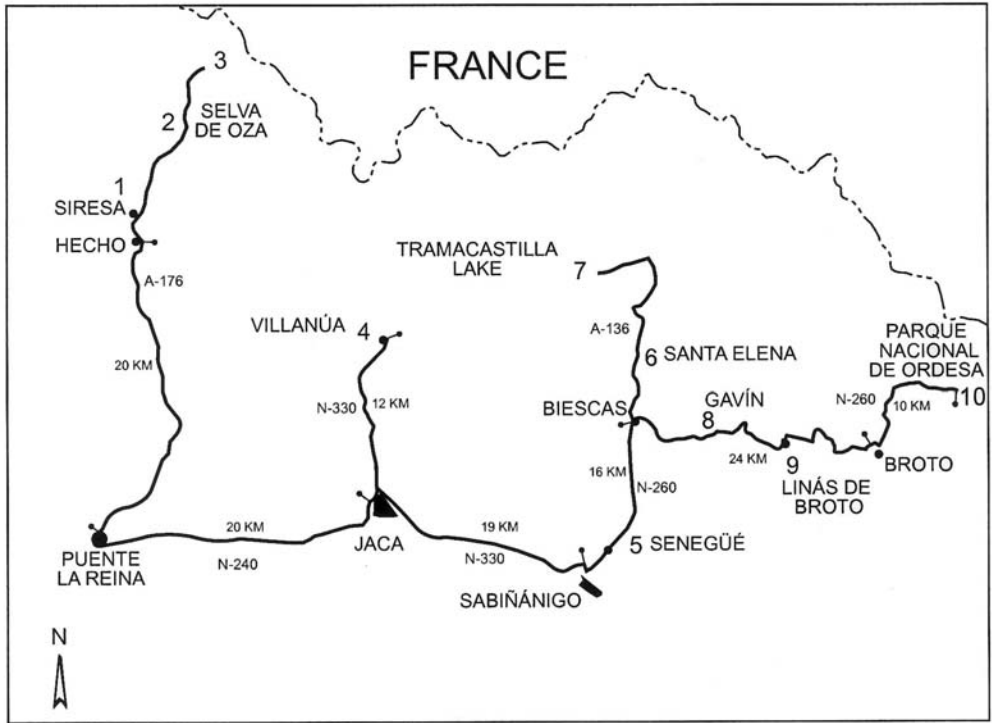 FRANCE
3
SELVA
DE OZA
2
1
SIRESA
HECHO
A-176
20 KM
TRAMACASTILLA
LAKE
7
VILLANÚA
4
N-330
12 KM
A-136
6 SANTA ELENA
BIESCAS
GAVÍN
8
PARQUE
NACIONAL
DE ORDESA
N-260
10 KM
10
24 KM
9
LINÁS DE
BROTO
BROTO
16 KM
N-260
PUENTE
LA REINA
20 KM
N-240
JACA
19 KM
N-330
5 SENEGÜÉ
SABIÑÁNIGO
N